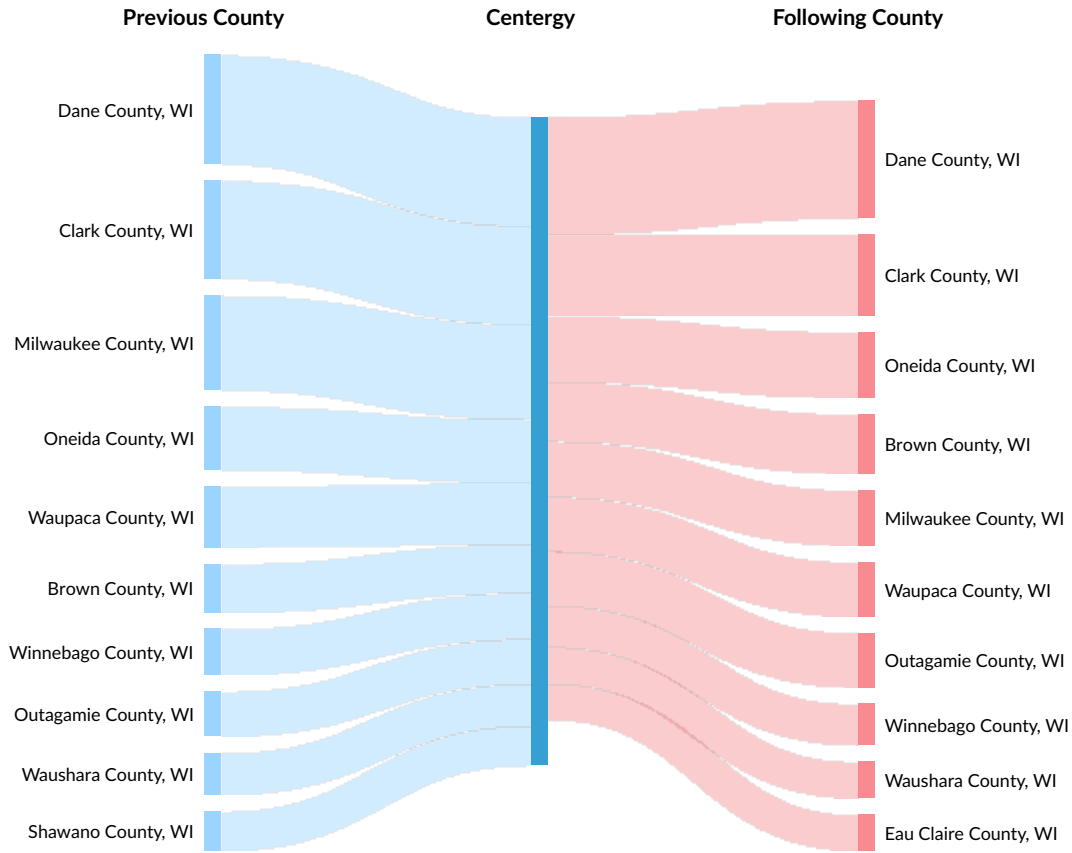 Previous County
Centergy
Following County
Dane County, WI
Clark County, WI
Milwaukee County, WI
Oneida County, WI
Waupaca County, WI
Brown County, WI
Winnebago County, WI
Outagamie County, WI
Waushara County, WI
Shawano County, WI
Dane County, WI
Clark County, WI
Oneida County, WI
Brown County, WI
Milwaukee County, WI
Waupaca County, WI
Outagamie County, WI
Winnebago County, WI
Waushara County, WI
Eau Claire County, WI